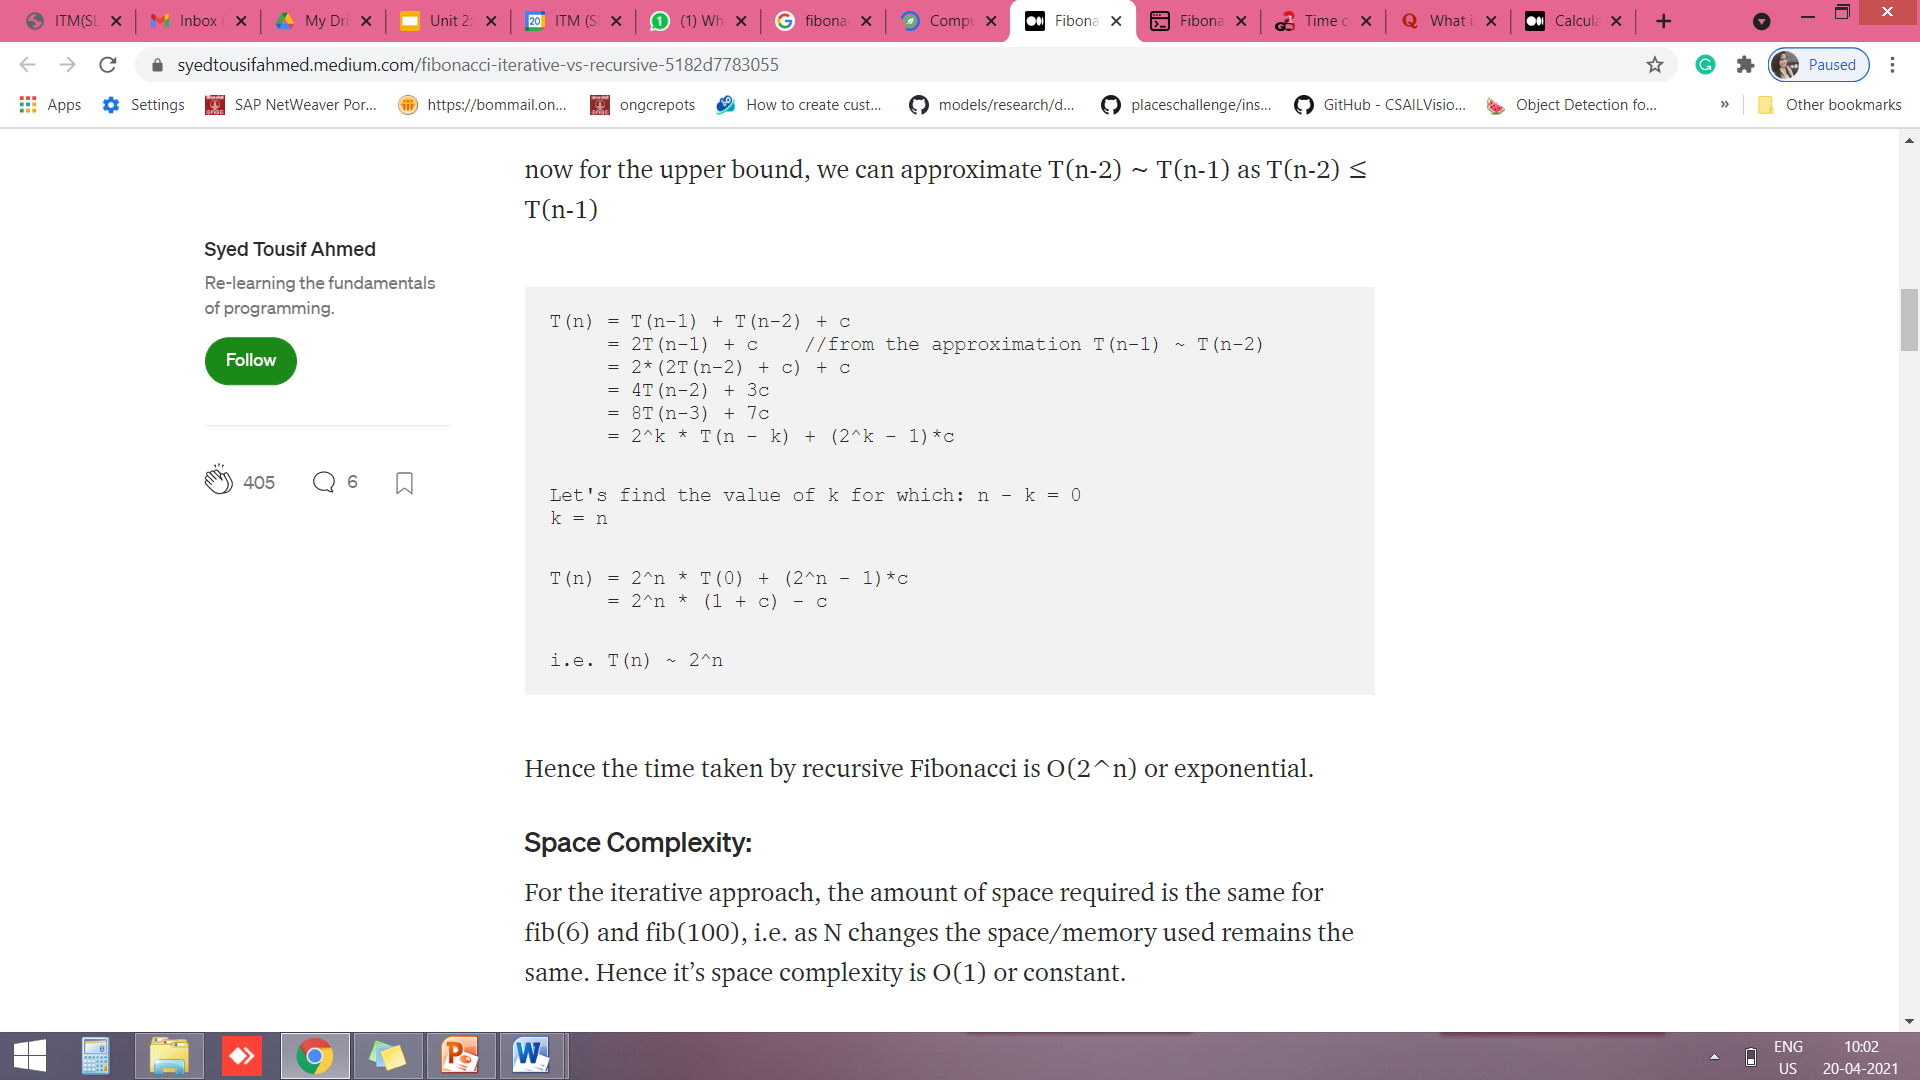 ITM(SL
Inbox (
My Dri
Unit 2:
ITM (S
(1) Wh
fibona
Compu
Fibona
Fibona
Time c
What i
Calcula
syedtousifahmed.medium.com/fibonacci-iterative-vs-recursive-5182d7783055
Paused
Apps
Settings
SAP NetWeaver Por...
https://bommail.on...
ongcrepots
How to create cust...
models/research/d...
placeschallenge/ins...
GitHub - CSAILVisio...
Object Detection fo...
»
Other bookmarks
now for the upper bound, we can approximate T(n-2) ~ T(n-1) as T(n-2) ≤
T(n-1)
Syed Tousif Ahmed
Re-learning the fundamentals
of programming.
Follow
405
6
T(n) = T(n-1) + T(n-2) + c
= 2T(n-1) + c    //from the approximation T(n-1) ~ T(n-2)
= 2*(2T(n-2) + c) + c
= 4T(n-2) + 3c
= 8T(n-3) + 7c
= 2^k * T(n - k) + (2^k - 1)*c
Let's find the value of k for which: n - k = 0
k = n
T(n) = 2^n * T(0) + (2^n - 1)*c
= 2^n * (1 + c) - c
i.e. T(n) ~ 2^n
Hence the time taken by recursive Fibonacci is O(2^n) or exponential.
Space Complexity:
For the iterative approach, the amount of space required is the same for
fib(6) and fib(100), i.e. as N changes the space/memory used remains the
same. Hence it’s space complexity is O(1) or constant.
ENG
US
10:02
20-04-2021